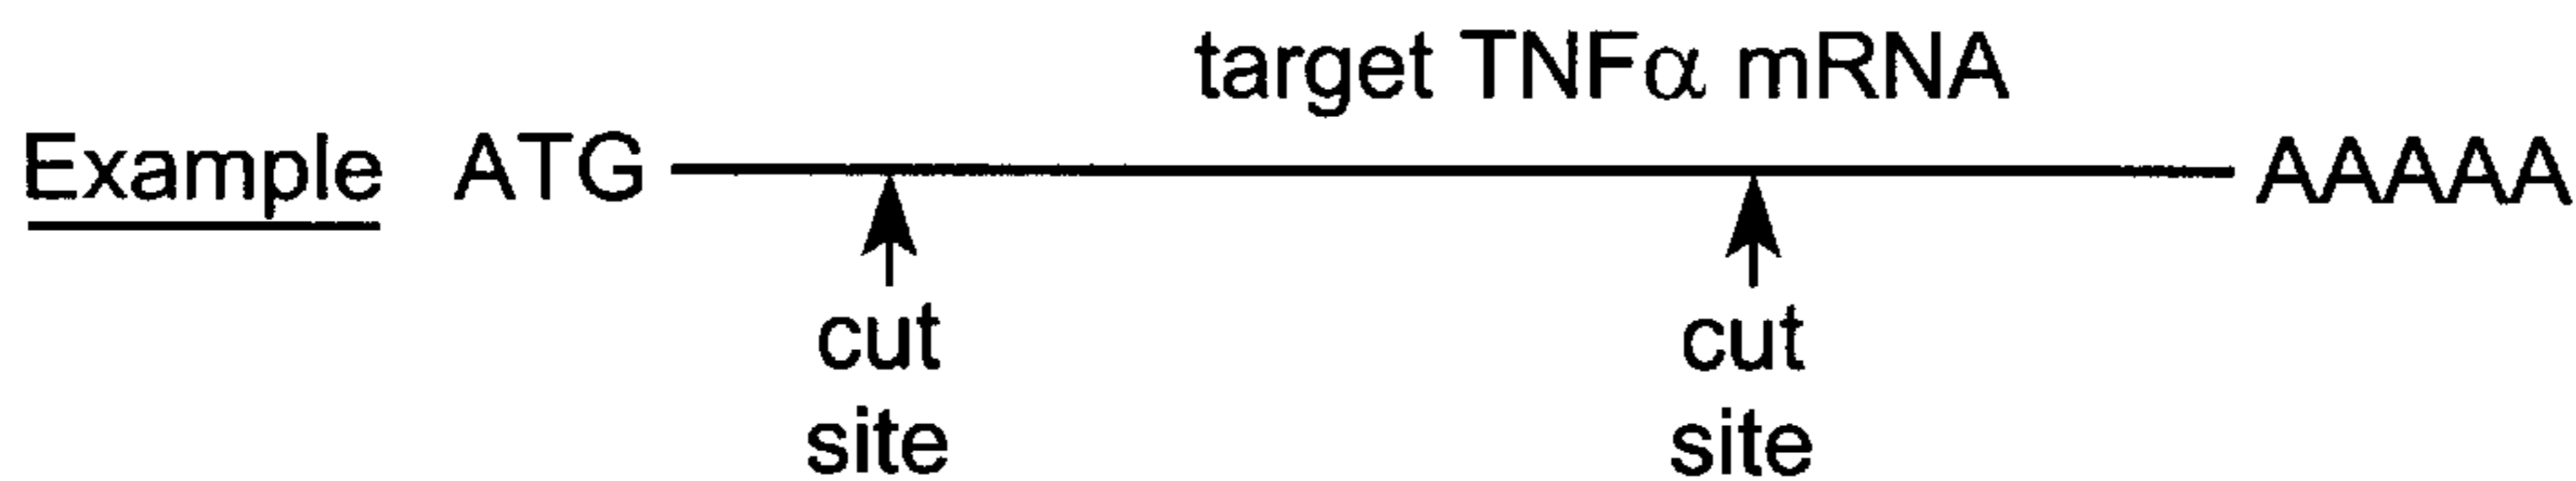 target TNFα mRNA
Example ATG AAAAA
cut cut
site site